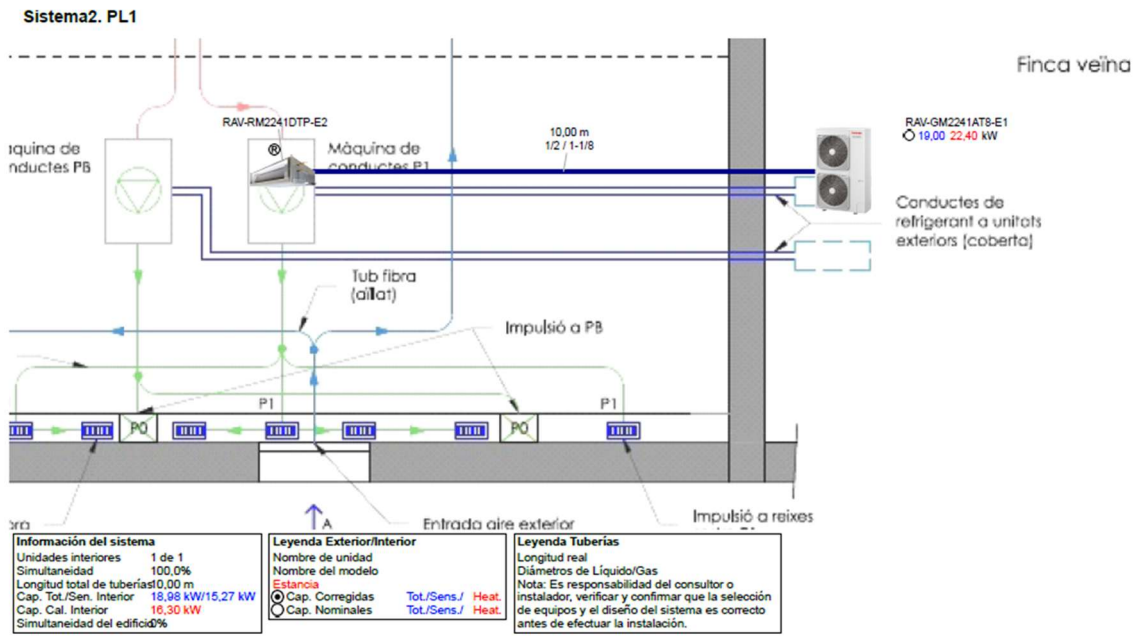 Sistema2. PL1
Finca veïna
RAV-RM2241DTP-E2
10,00 m
1/2 / 1-1/8
RAV-GM2241AT8-E1
19,00 22,40 kW
aquina de
nductes PB
®
Màquina de
conductes P1
Conductes de
refrigerant a unitats
exteriors (coberta)
Tub fibra
(aïllat)
Impulsió a PB
P1
P1
P0
P0
A
Entrada aire exterior
Impulsió a reixes
bra
Información del sistema
Unidades interiores 1 de 1
Simultaneidad 100,0%
Longitud total de tuberías 10,00 m
Cap. Tot./Sen. Interior 18,98 kW/15,27 kW
Cap. Cal. Interior 16,30 kW
Simultaneidad del edificio 0%
Leyenda Exterior/Interior
Nombre de unidad
Nombre del modelo
Estancia
Cap. Corregidas Tot./Sens./ Heat.
Cap. Nominales Tot./Sens./ Heat.
Leyenda Tuberías
Longitud real
Diámetros de Líquido/Gas
Nota: Es responsabilidad del consultor o
instalador, verificar y confirmar que la selección
de equipos y el diseño del sistema es correcto
antes de efectuar la instalación.